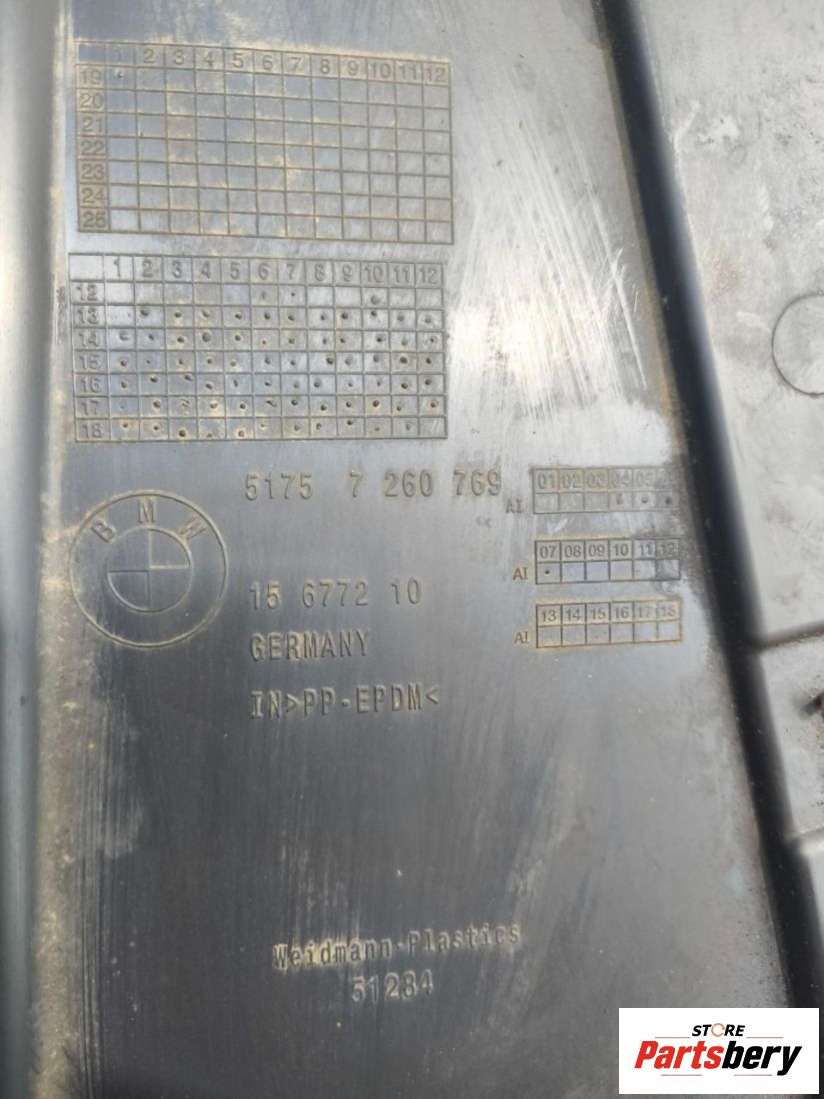 1 2 3 4 5 6 7 8 9 10 11 12
19
20
21
22
23
24
25
1 2 3 4 5 6 7 8 9 10 11 12
12
13
14
15
16
17
18
5175 7 260 769
BMW
15 6772 10
GERMANY
IN>PP-EPDM<
01 02 03 04 05
AI
07 08 09 10 11 12
AI
13 14 15 16 17 18
AI
Weidmann-Plastics
51284
STORE
Partsbery